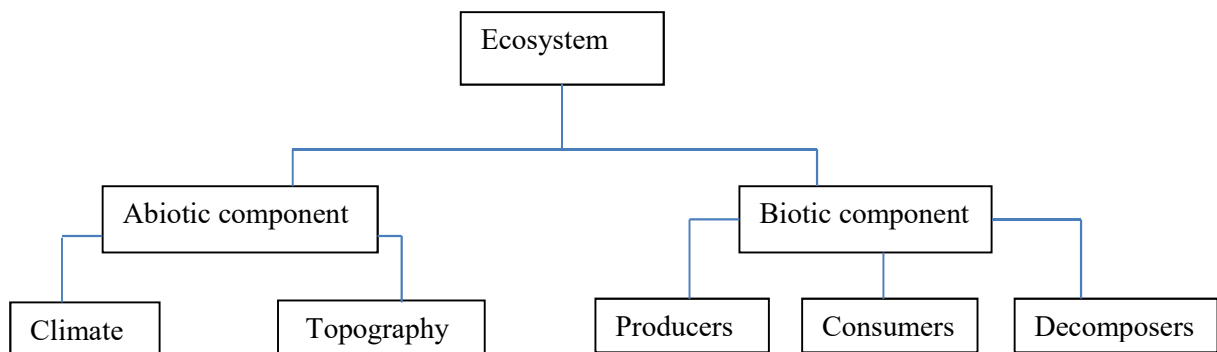 Ecosystem
Abiotic component
Biotic component
Climate
Topography
Producers
Consumers
Decomposers